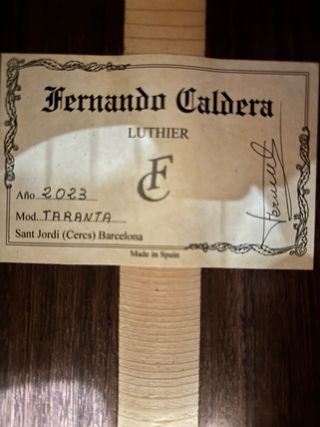 Fernando Caldera
LUTHIER
FC
Año 2023
Mod. TARANTA
Sant Jordi (Cercs) Barcelona
Made in Spain